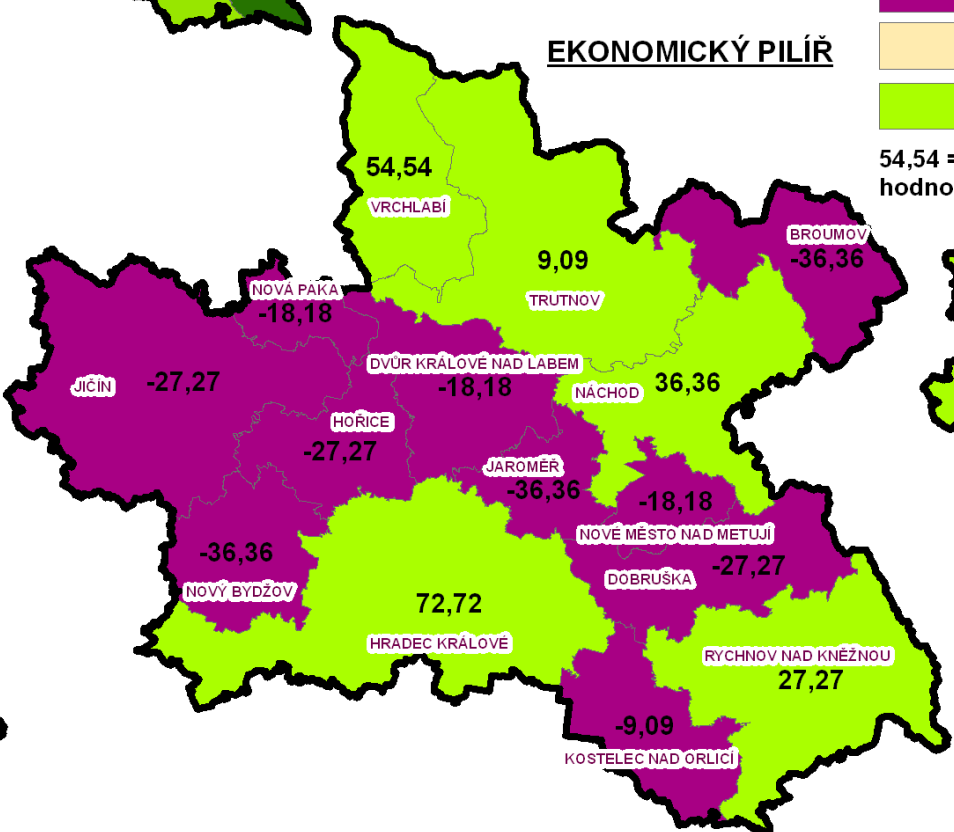 EKONOMICKÝ PILÍŘ
54,54 =
hodno
54,54
VRCHLABÍ
BROUMOV
-36,36
9,09
TRUTNOV
NOVÁ PAKA
-18,18
DVŮR KRÁLOVÉ NAD LABEM
-18,18
JIČÍN
-27,27
NÁCHOD
36,36
HOŘICE
-27,27
JAROMĚŘ
-36,36
-18,18
NOVÉ MĚSTO NAD METUJÍ
-36,36
NOVÝ BYDŽOV
DOBRUŠKA
-27,27
72,72
HRADEC KRÁLOVÉ
RYCHNOV NAD KNĚŽNOU
27,27
-9,09
KOSTELEC NAD ORLICÍ